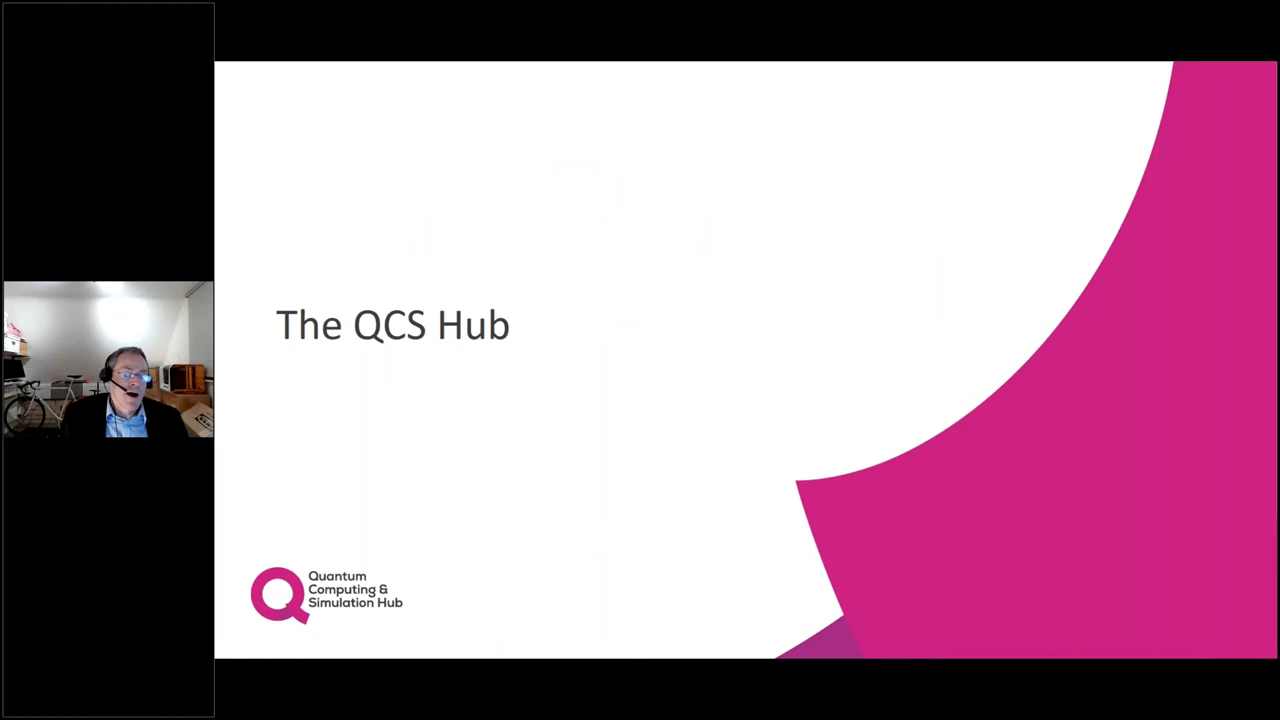 The QCS Hub
Quantum
Computing &
Simulation Hub